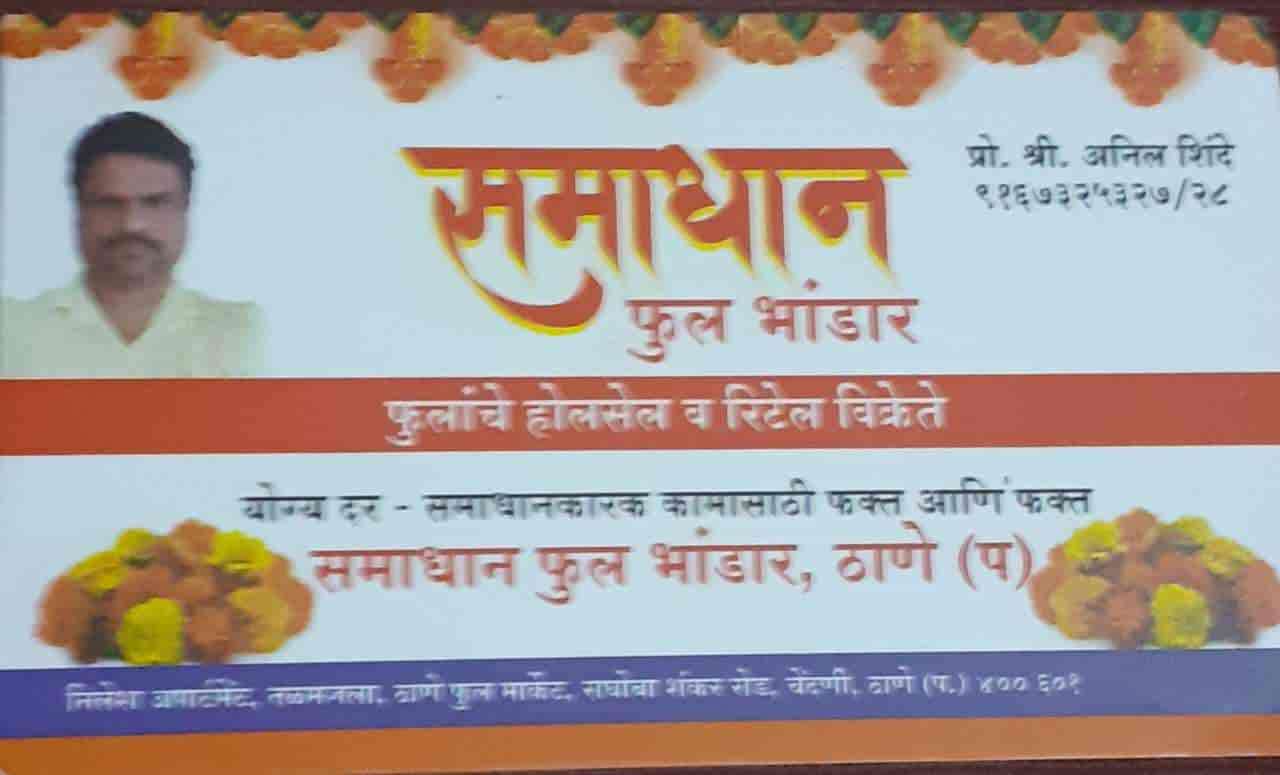 समाधान
फुल भांडार
प्रो. श्री. अनिल शिंदे
९१६७३२५३२७/२८
फुलांचे होलसेल व रिटेल विक्रेते
योग्य दर - समाधानकारक कामासाठी फक्त आणि फक्त
समाधान फुल भांडार, ठाणे (प)
निलेश अपार्टमेंट, तळमजला, ठाणे फुल मार्केट, राघोबा शंकर रोड, चेंदणी, ठाणे (प.) ४०० ६०१